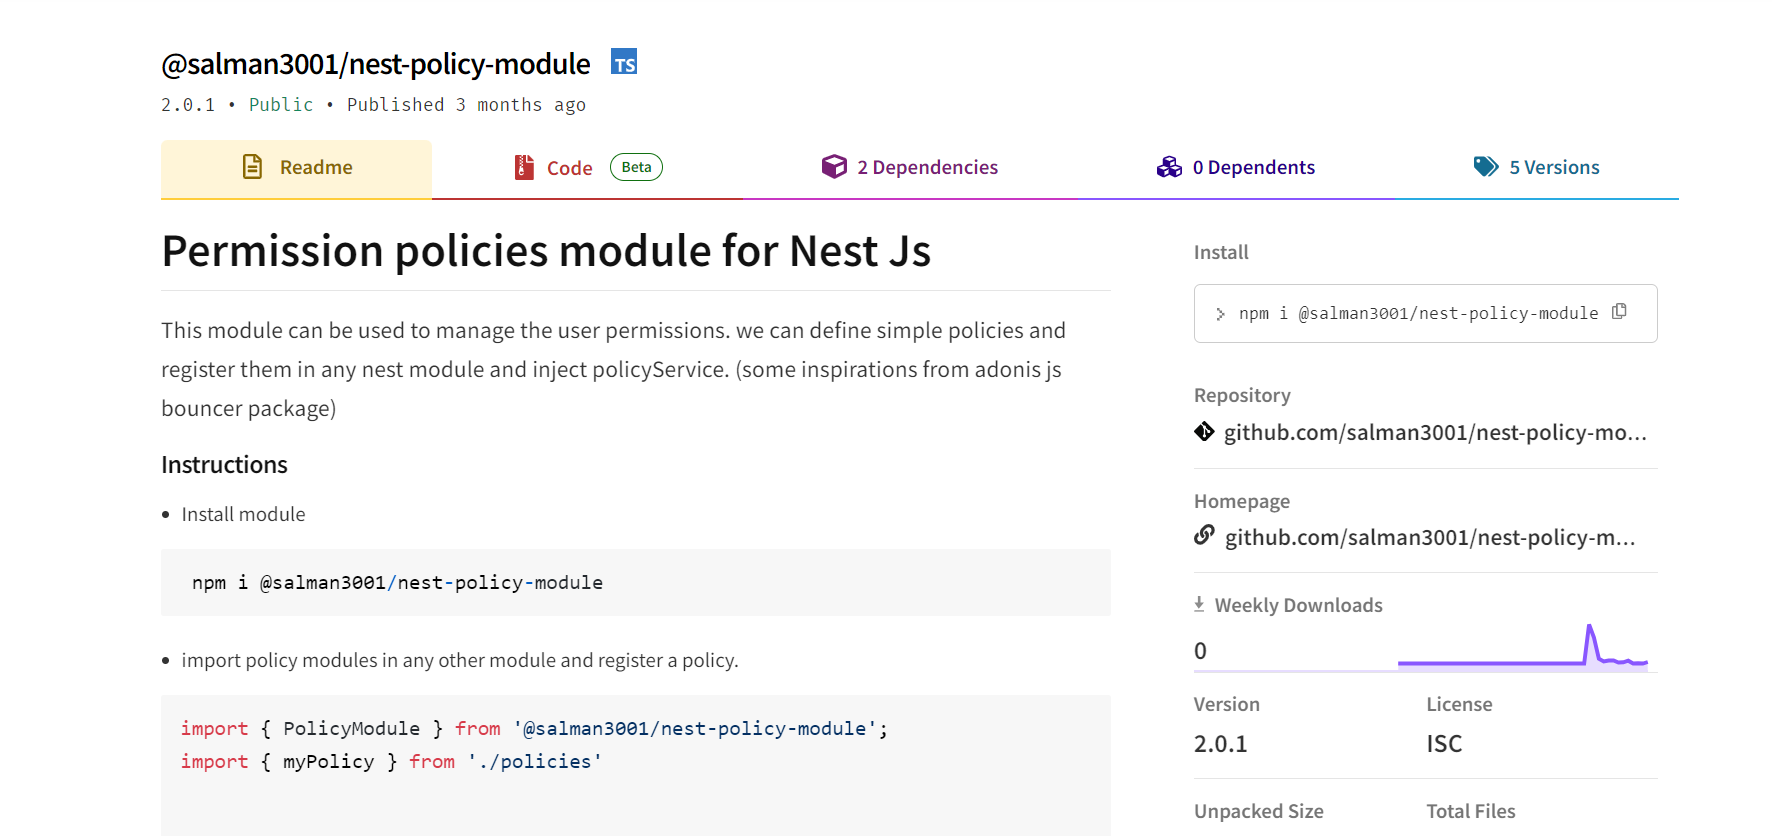 @salman3001/nest-policy-module TS
2.0.1 • Public • Published 3 months ago
Readme
Code Beta
2 Dependencies
0 Dependents
5 Versions
Permission policies module for Nest Js
This module can be used to manage the user permissions. we can define simple policies and
register them in any nest module and inject policyService. (some inspirations from adonis js
bouncer package)
Instructions
• Install module
npm i @salman3001/nest-policy-module
• import policy modules in any other module and register a policy.
import { PolicyModule } from '@salman3001/nest-policy-module';
import { myPolicy } from './policies'
Install
> npm i @salman3001/nest-policy-module
Repository
github.com/salman3001/nest-policy-mo...
Homepage
github.com/salman3001/nest-policy-m...
Weekly Downloads
0
Version
License
2.0.1
ISC
Unpacked Size
Total Files